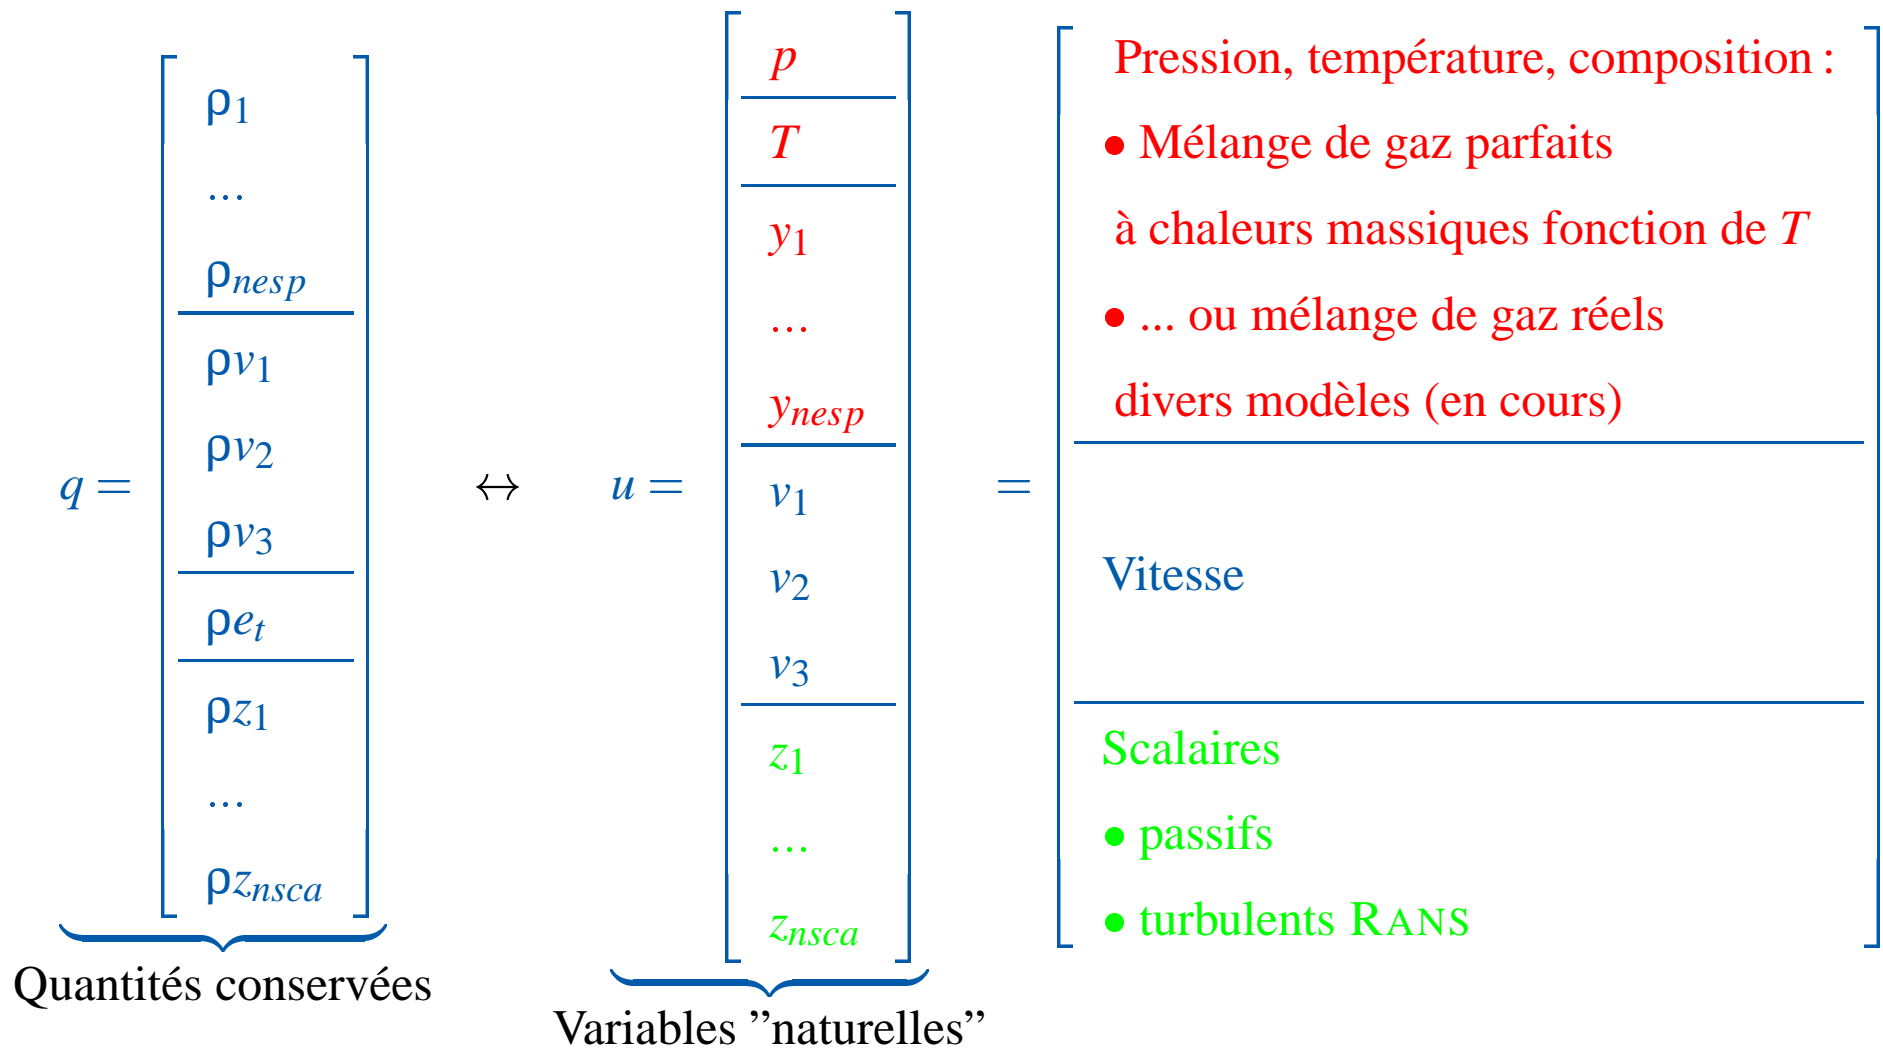 q =
ρ1
...
ρnesp
ρv1
ρv2
ρv3
ρet
ρz1
...
ρznsca
Quantités conservées
↔
u =
p
T
y1
...
ynesp
v1
v2
v3
z1
...
znsca
Variables ”naturelles”
=
Pression, température, composition :
• Mélange de gaz parfaits
à chaleurs massiques fonction de T
• ... ou mélange de gaz réels
divers modèles (en cours)
Vitesse
Scalaires
• passifs
• turbulents RANS